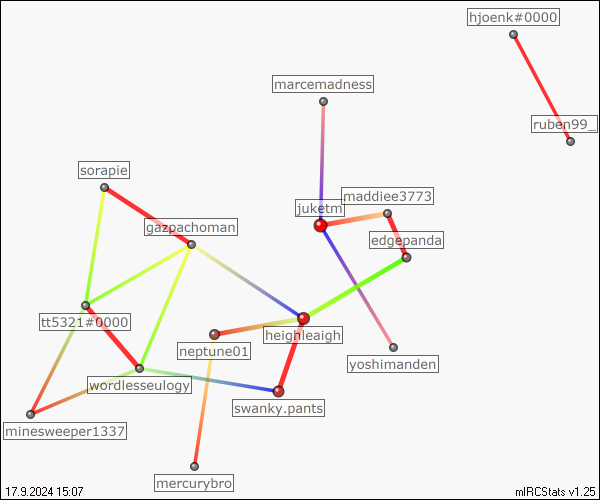 hjoenk#0000
marcemadness
ruben99_
sorapie
maddiee3773
juketm
gazpachoman
edgepanda
tt5321#0000
heighleaigh
neptune01
yoshimanden
wordlesseulogy
swanky.pants
minesweeper1337
mercurybro
17.9.2024 15:07
mIRCStats v1.25